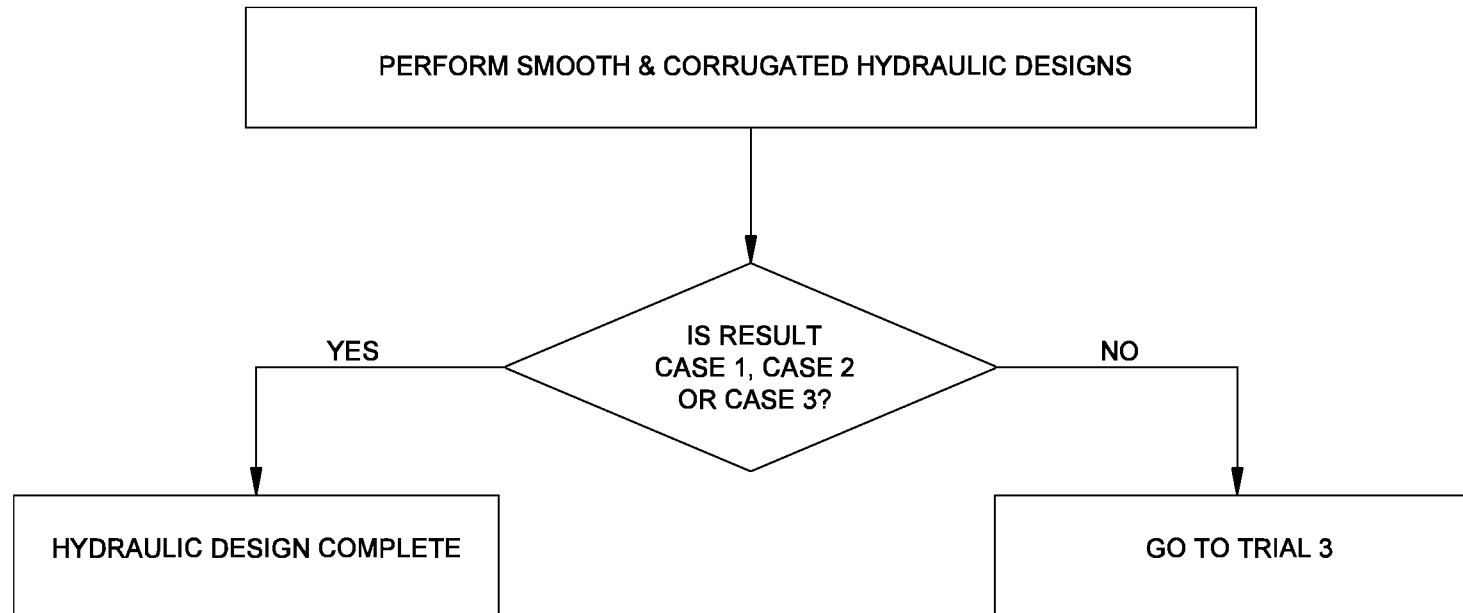 PERFORM SMOOTH & CORRUGATED HYDRAULIC DESIGNS
IS RESULT
CASE 1, CASE 2
OR CASE 3?
YES
NO
HYDRAULIC DESIGN COMPLETE
GO TO TRIAL 3